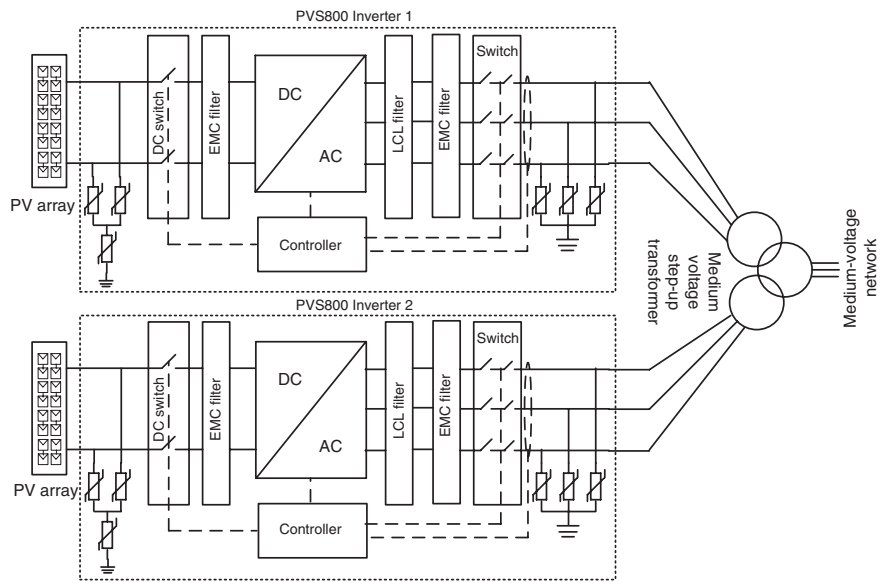 PVS800 Inverter 1
PV array
DC switch
EMC filter
DC
AC
LCL filter
EMC filter
Switch
Controller
Medium
voltage
step-up
transformer
Medium-voltage
network
PVS800 Inverter 2
PV array
DC switch
EMC filter
DC
AC
LCL filter
EMC filter
Switch
Controller